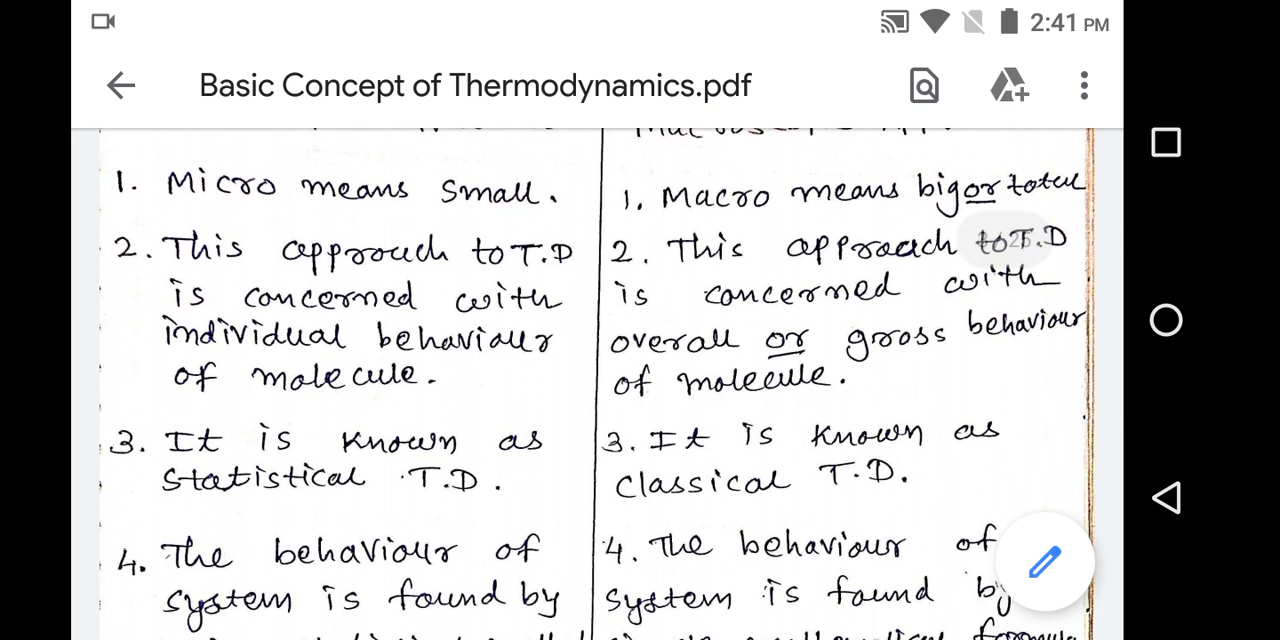 2:41 PM
Basic Concept of Thermodynamics.pdf
1. Micro means small.
2. This approach to T.D
is concerned with
individual behaviour
of molecule.
3. It is known as
Statistical T.D.
4. The behaviour of
system is found by
1. Macro means big or total
2. This approach to T.D
is concerned with
overall or gross behaviour
of molecule.
3. It is known as
Classical T.D.
4. The behaviour of
system is found by